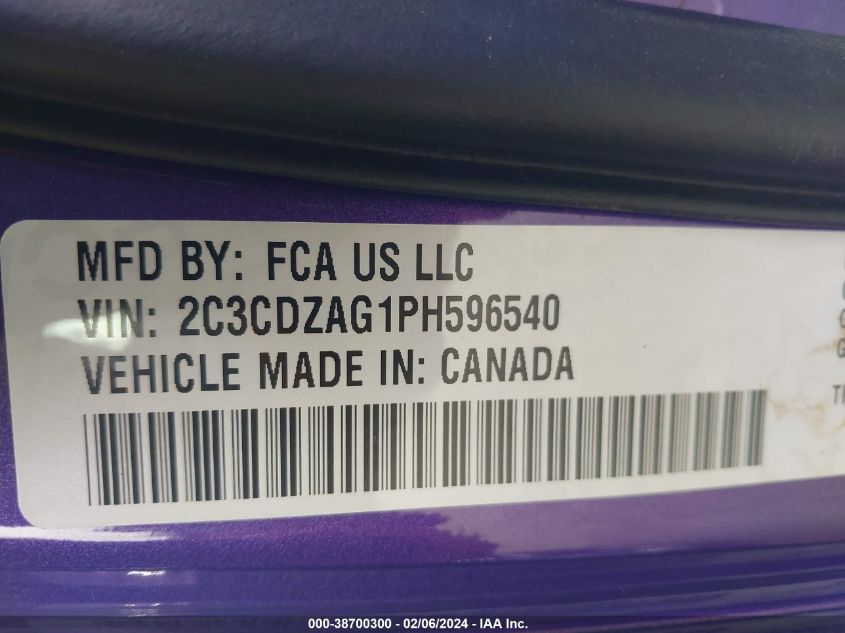 MFD BY: FCA US LLC
VIN: 2C3CDZAG1PH596540
VEHICLE MADE IN: CANADA
000-38700300 - 02/06/2024 - IAA Inc.